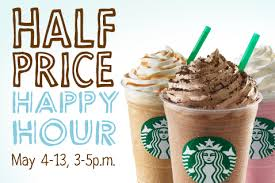 HALF
PRICE
HAPPY
HOUR
May 4-13, 3-5p.m.